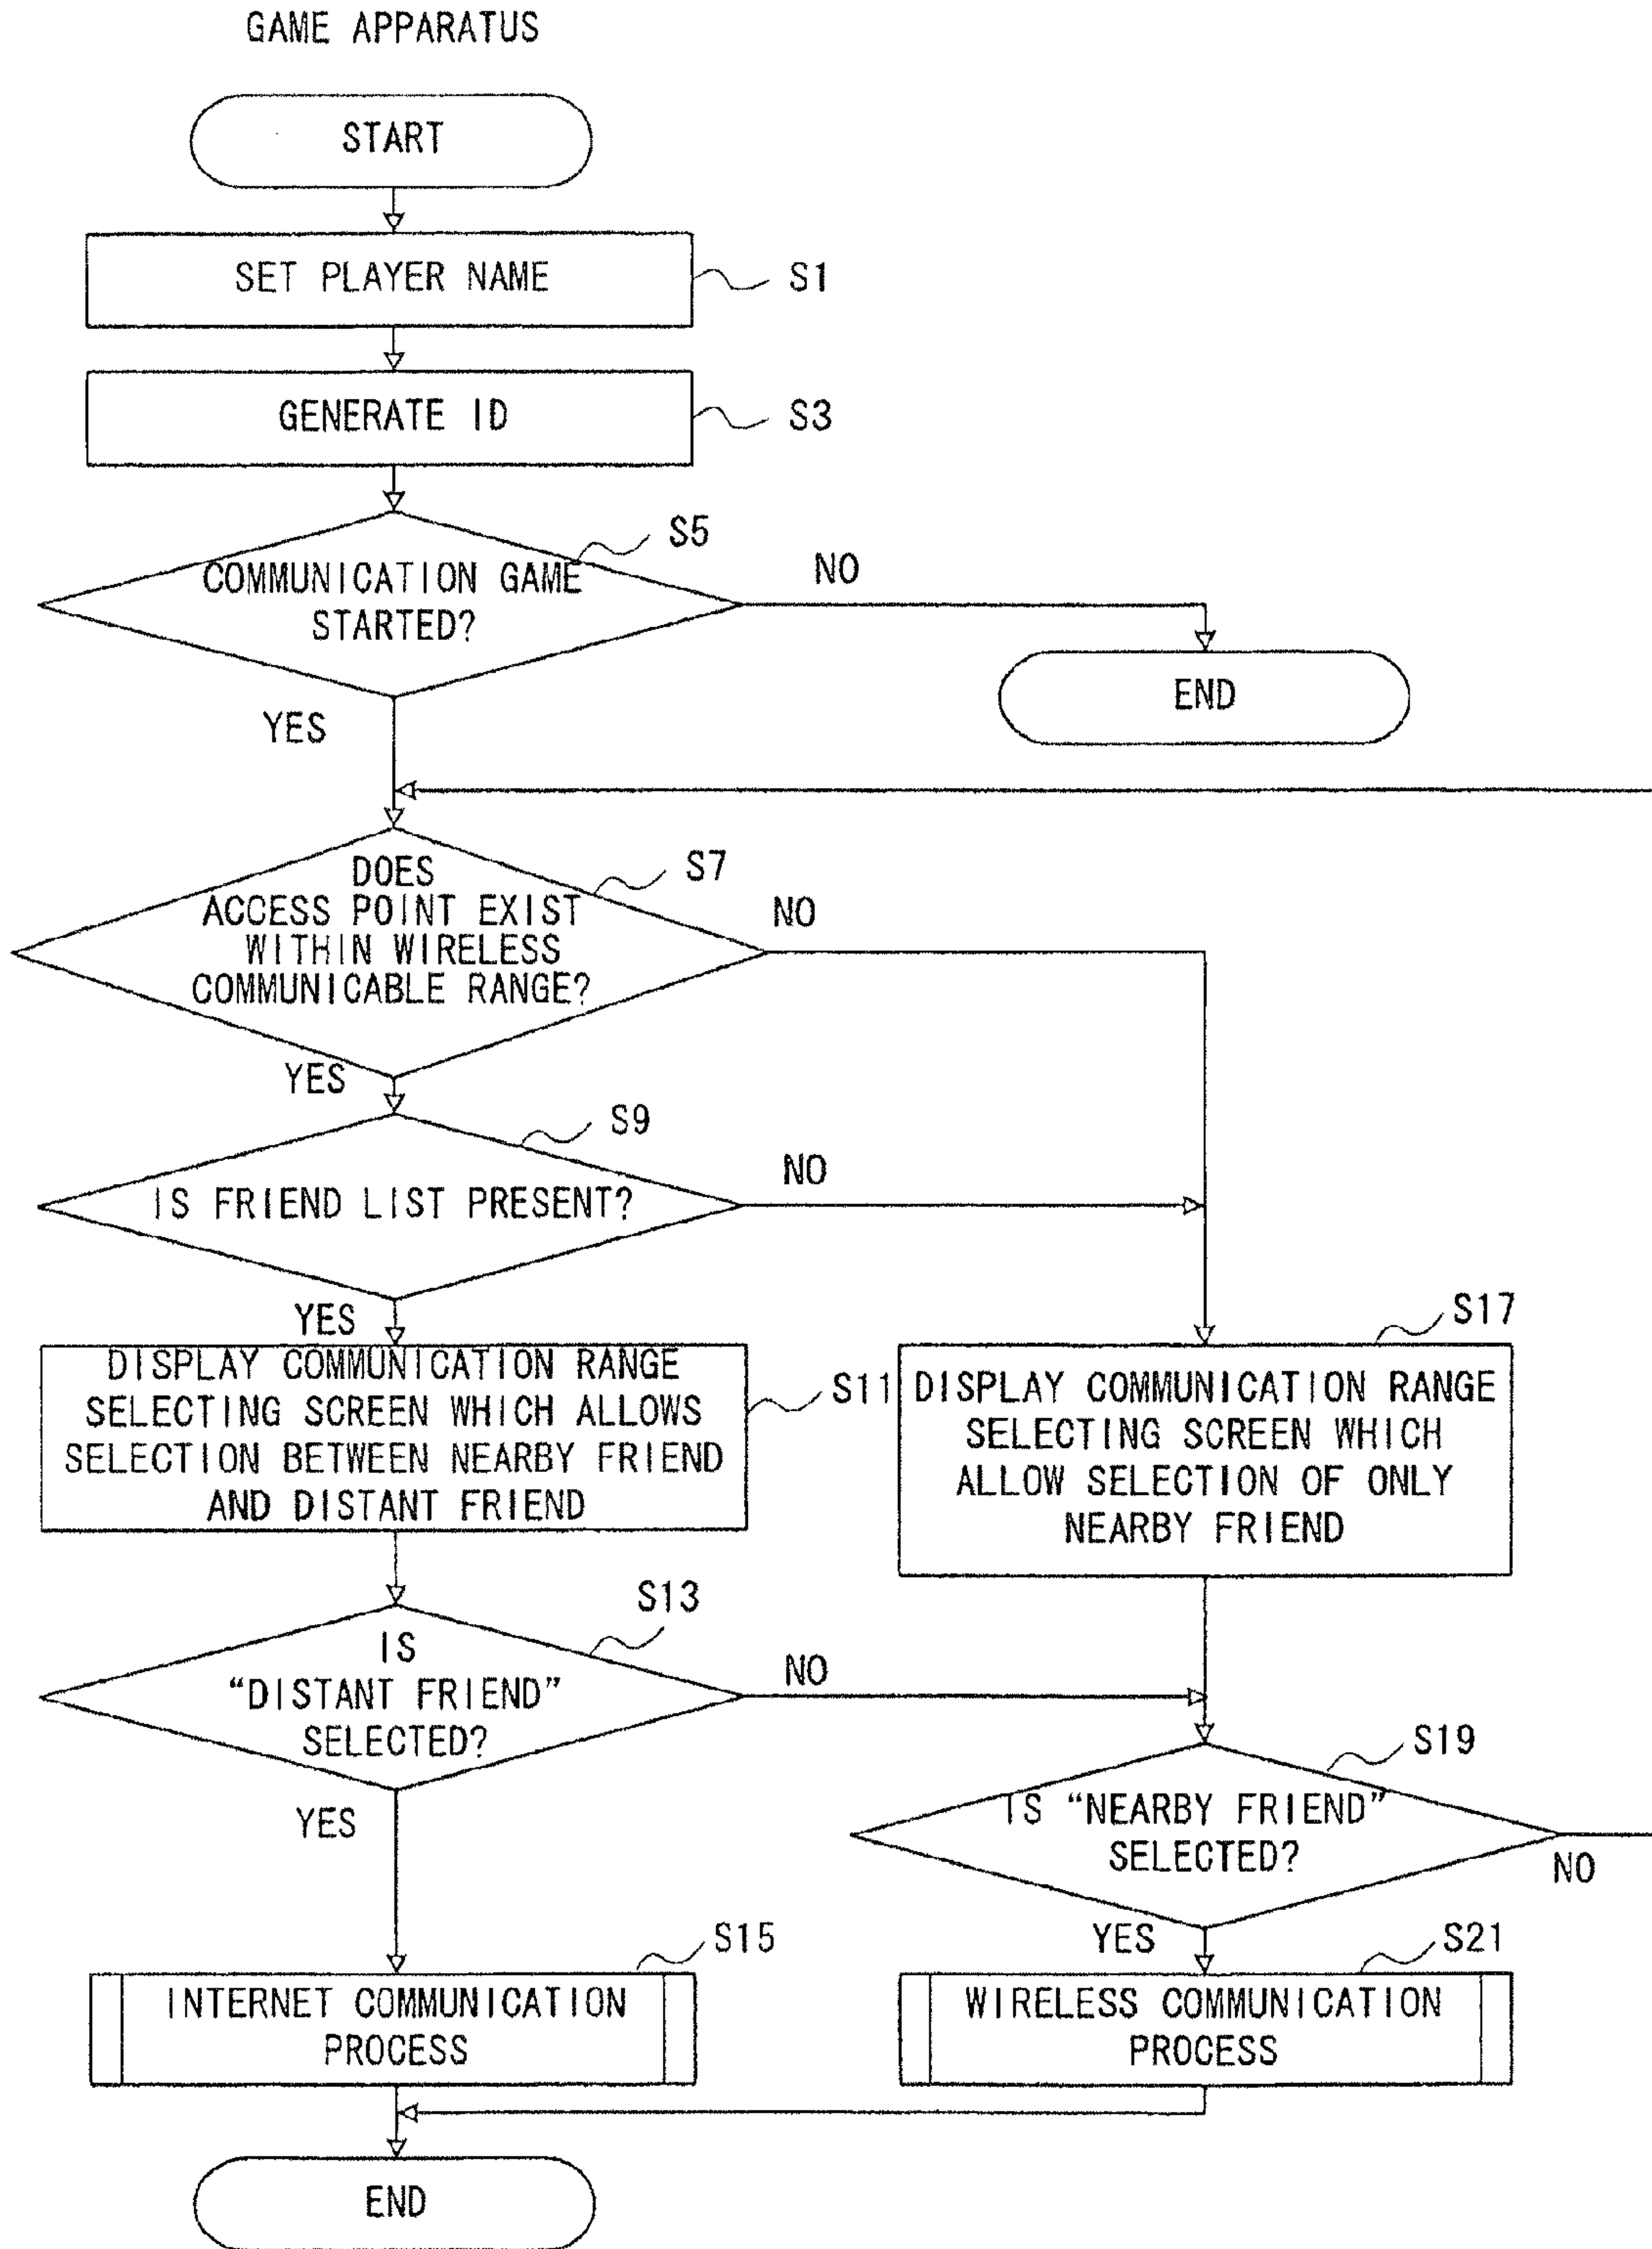 GAME APPARATUS
START
SET PLAYER NAME
S1
GENERATE ID
S3
S5
COMMUNICATION GAME
STARTED?
NO
END
YES
S7
DOES
ACCESS POINT EXIST
WITHIN WIRELESS
COMMUNICABLE RANGE?
NO
YES
S9
IS FRIEND LIST PRESENT?
NO
YES
S11
DISPLAY COMMUNICATION RANGE
SELECTING SCREEN WHICH ALLOWS
SELECTION BETWEEN NEARBY FRIEND
AND DISTANT FRIEND
S17
DISPLAY COMMUNICATION RANGE
SELECTING SCREEN WHICH
ALLOW SELECTION OF ONLY
NEARBY FRIEND
S13
IS
“DISTANT FRIEND”
SELECTED?
NO
YES
S19
IS “NEARBY FRIEND”
SELECTED?
NO
YES
S15
INTERNET COMMUNICATION
PROCESS
S21
WIRELESS COMMUNICATION
PROCESS
END